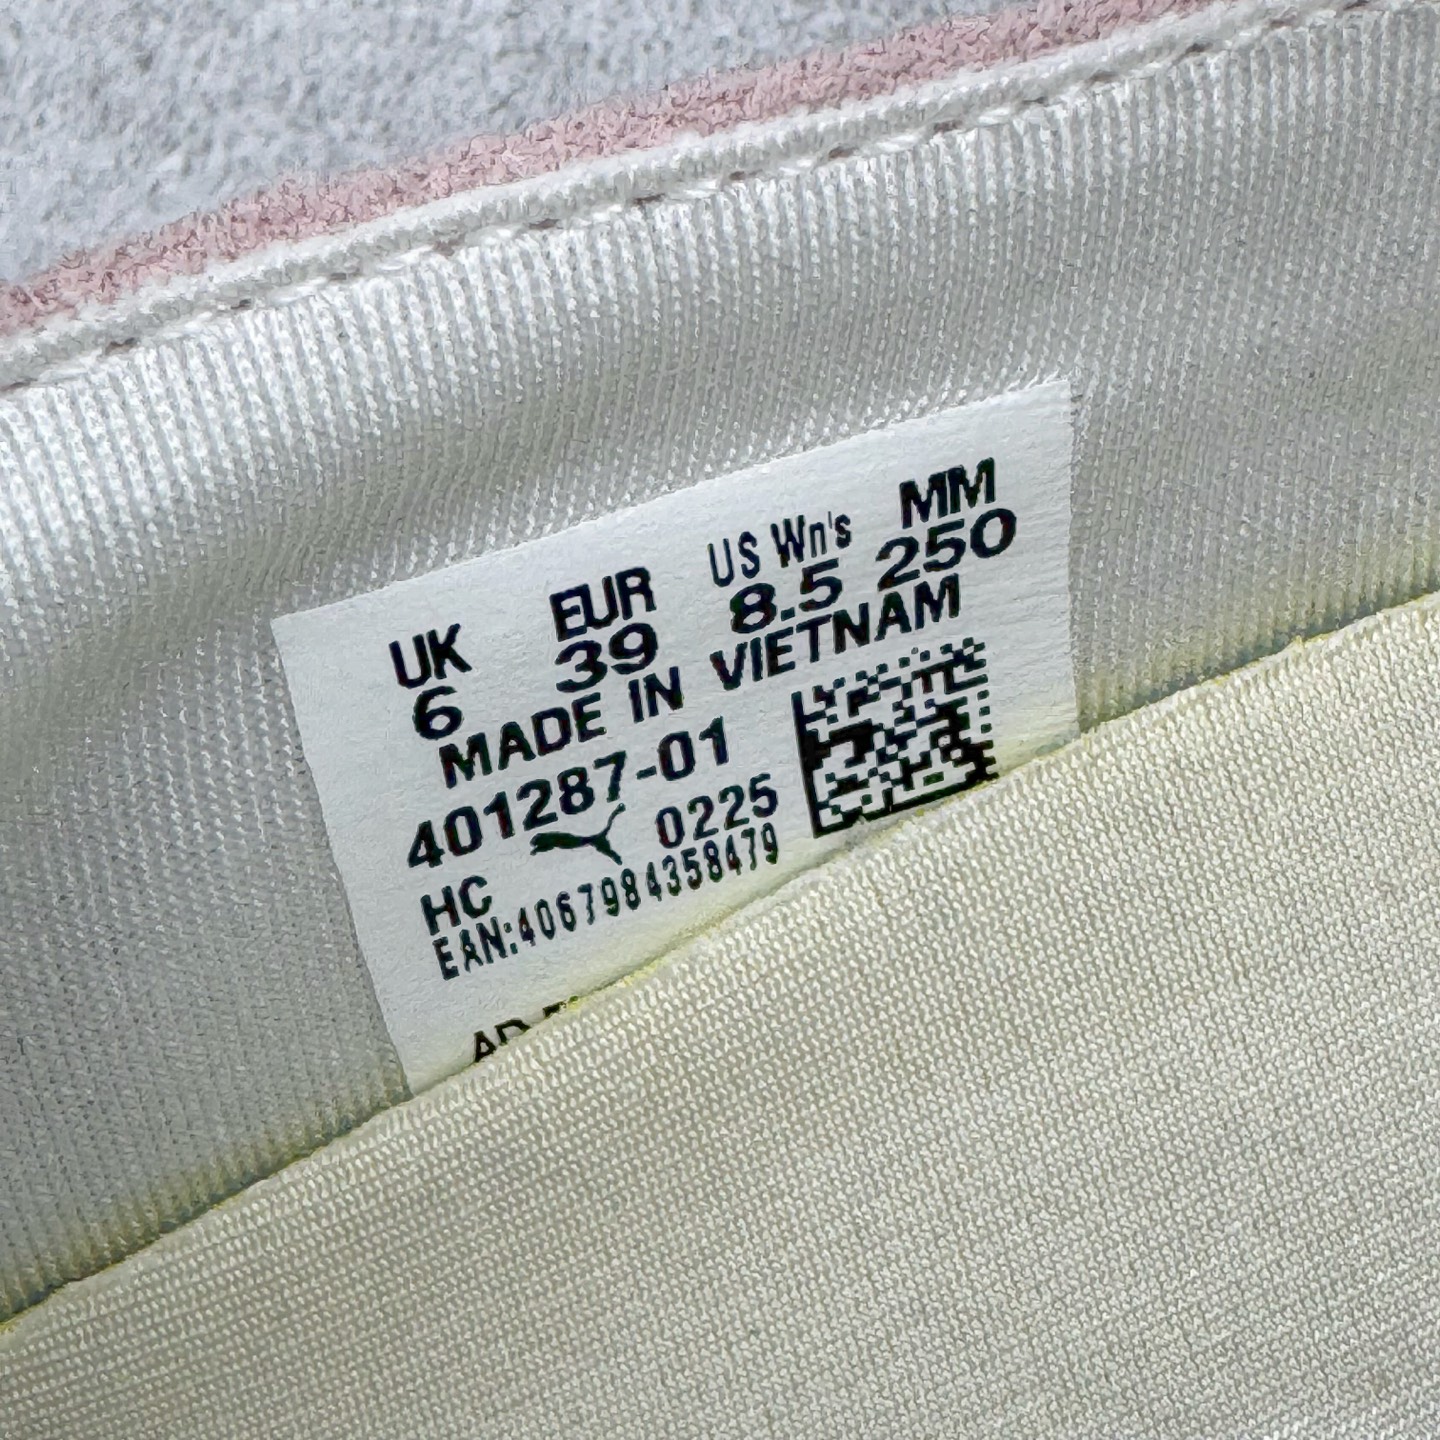 UK EUR US Wn's MM
6 39 8.5 250
MADE IN VIETNAM
401287-01
HC 0225
EAN:4067984358479